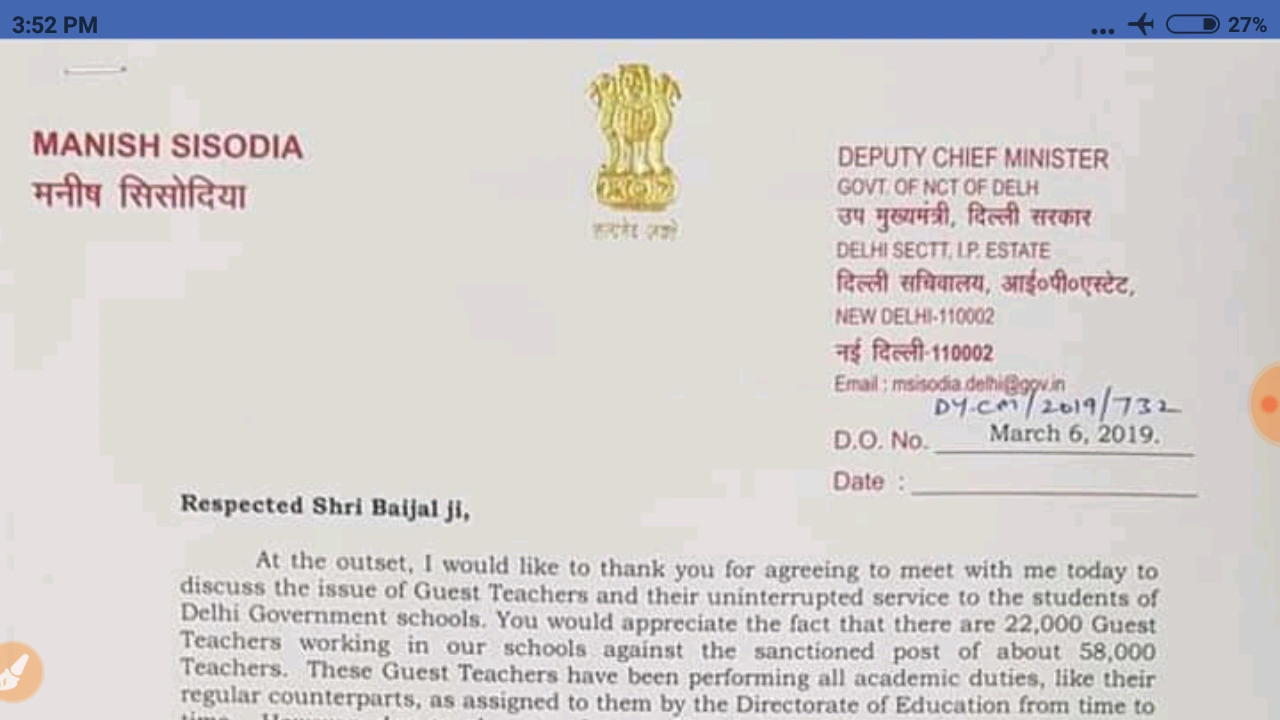 3:52 PM
27%
MANISH SISODIA
मनीष सिसोदिया
सत्यमेव जयते
DEPUTY CHIEF MINISTER
GOVT. OF NCT OF DELH
उप मुख्यमंत्री, दिल्ली सरकार
DELHI SECTT, I.P. ESTATE
दिल्ली सचिवालय, आई०पी०एस्टेट,
NEW DELHI-110002
नई दिल्ली-110002
Email : msisodia.delhi@gov.in
DY.CM/2019/732
D.O. No. March 6, 2019.
Date :
Respected Shri Baijal ji,
At the outset, I would like to thank you for agreeing to meet with me today to
discuss the issue of Guest Teachers and their uninterrupted service to the students of
Delhi Government schools. You would appreciate the fact that there are 22,000 Guest
Teachers working in our schools against the sanctioned post of about 58,000
Teachers. These Guest Teachers have been performing all academic duties, like their
regular counterparts, as assigned to them by the Directorate of Education from time to